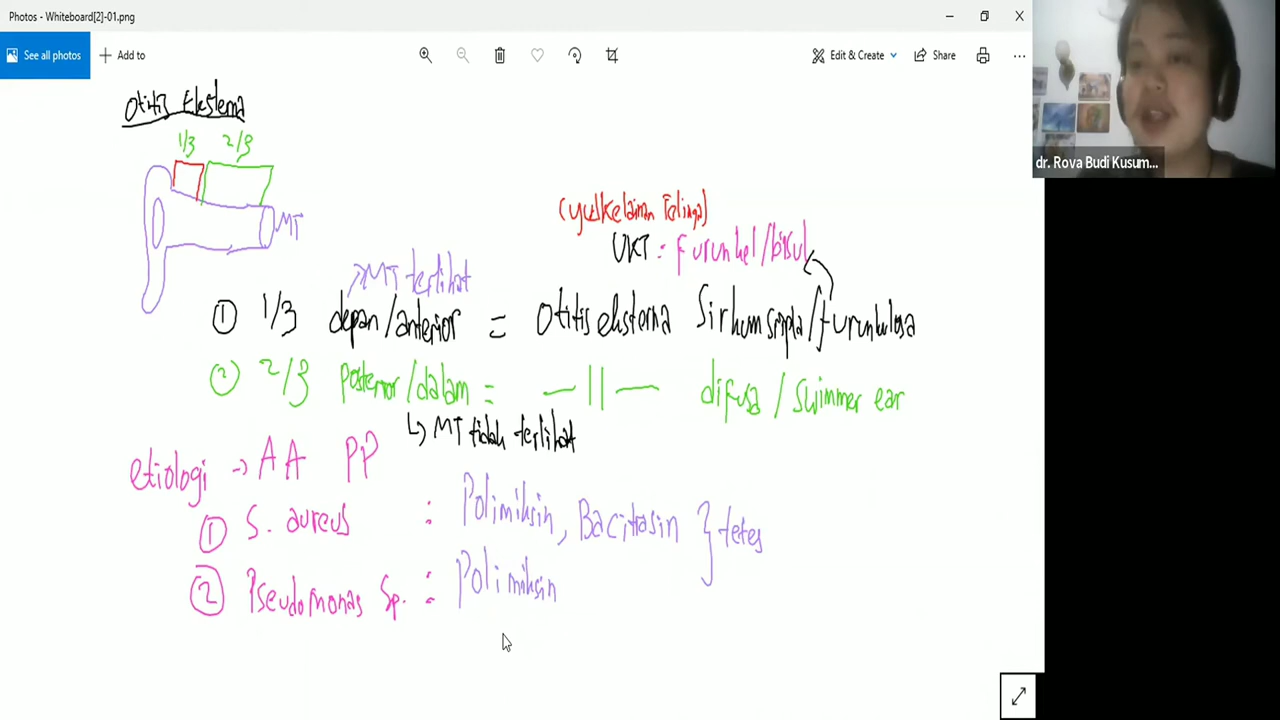 Photos - Whiteboard[2]-01.png
See all photos
Add to
Edit & Create
Share
dr. Rova Budi Kusum...
Otitis Eksterna
1/3 2/3
MT
(yus/kelainan Telinga)
UKT : furunkel/bisul
MT terlihat
① 1/3 depan/anterior = Otitis eksterna Sirkumsripta/furunkulosa
② 2/3 posterior/dalam = —||— difusa / swimmer ear
↳ MT tidak terlihat
etiologi → AA PP
① S. aureus : Polimiksin, Bacitrasin } tetes
② Pseudomonas Sp. : Polimiksin